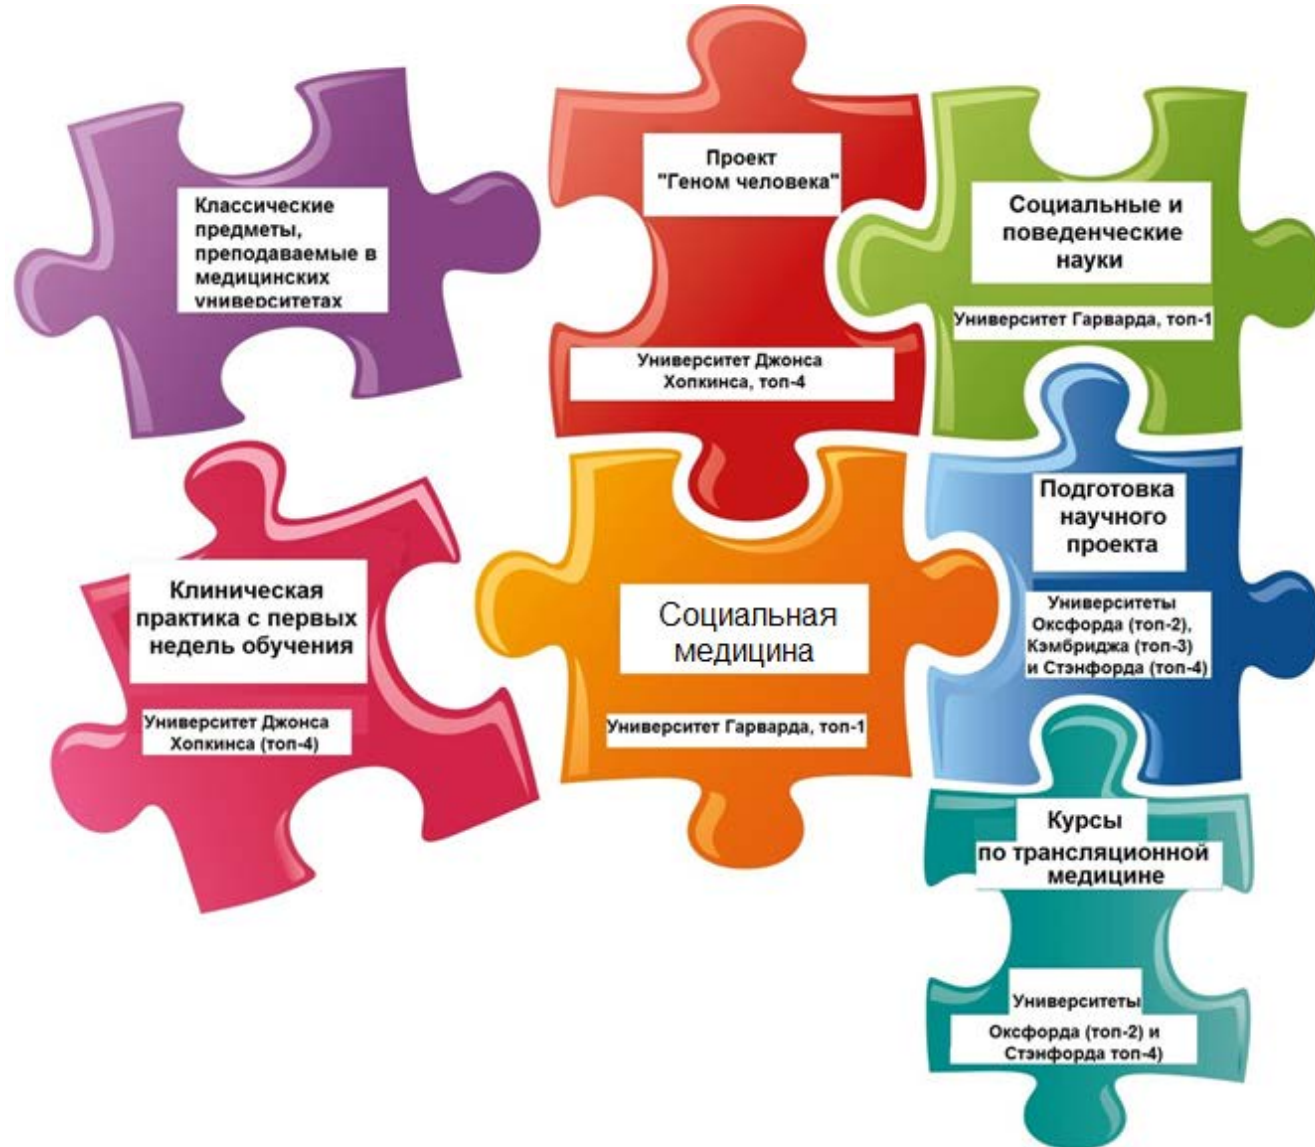 Классические
предметы,
преподаваемые в
медицинских
университетах
Проект
"Геном человека"
Университет Джонса
Хопкинса, топ-4
Социальные и
поведенческие
науки
Университет Гарварда, топ-1
Клиническая
практика с первых
недель обучения
Университет Джонса
Хопкинса (топ-4)
Социальная
медицина
Университет Гарварда, топ-1
Подготовка
научного
проекта
Университеты
Оксфорда (топ-2),
Кэмбриджа (топ-3)
и Стэнфорда (топ-4)
Курсы
по трансляционной
медицине
Университеты
Оксфорда (топ-2) и
Стэнфорда топ-4)